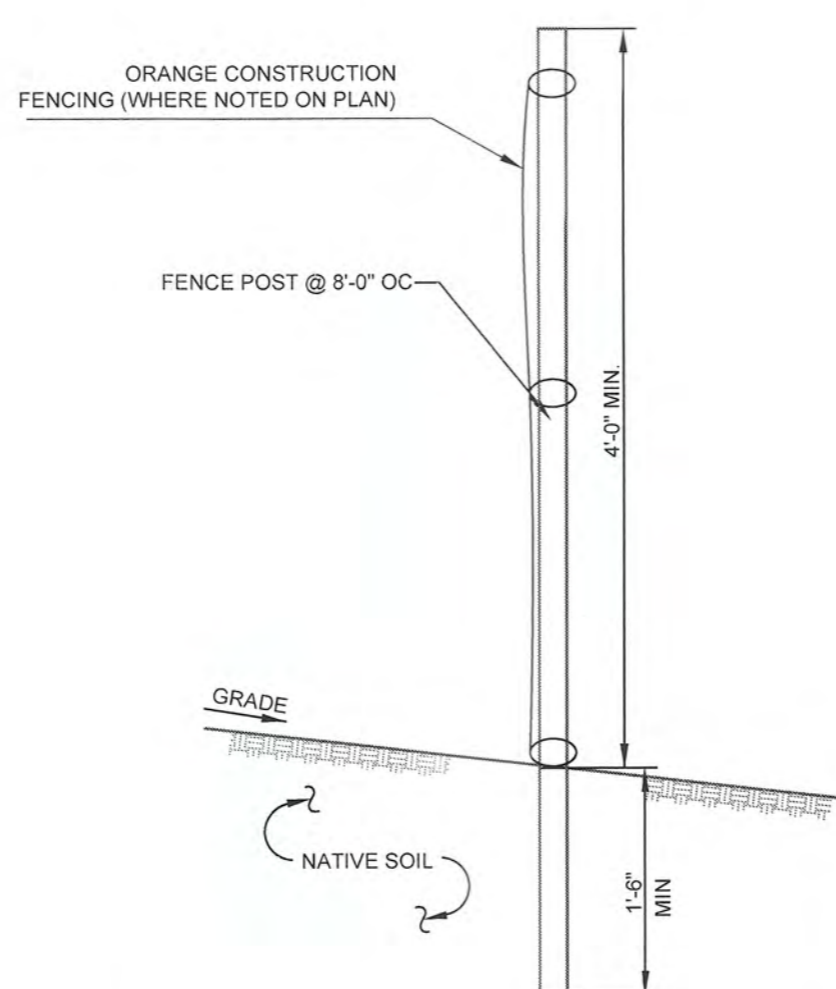 ORANGE CONSTRUCTION
FENCING (WHERE NOTED ON PLAN)
FENCE POST @ 8'-0" OC
4'-0" MIN.
GRADE
NATIVE SOIL
1'-6"
MIN